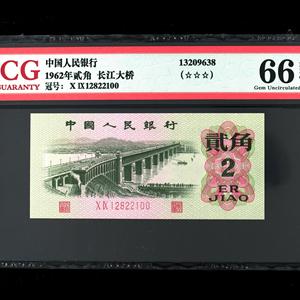 CG
GUARANTY
中国人民银行
1962年贰角 长江大桥
冠号: X IX 12822100
13209638
(☆☆☆)
66
Gem Uncirculated
中國人民銀行
贰角
2
ER
JIAO
X IX 12822100